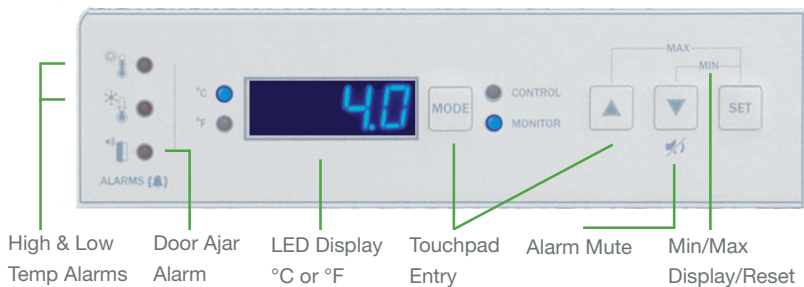 MAX
MIN
°C
4.0
MODE
CONTROL
SET
°F
MONITOR
ALARMS
High & Low
Temp Alarms
Door Ajar
Alarm
LED Display
°C or °F
Touchpad
Entry
Alarm Mute
Min/Max
Display/Reset